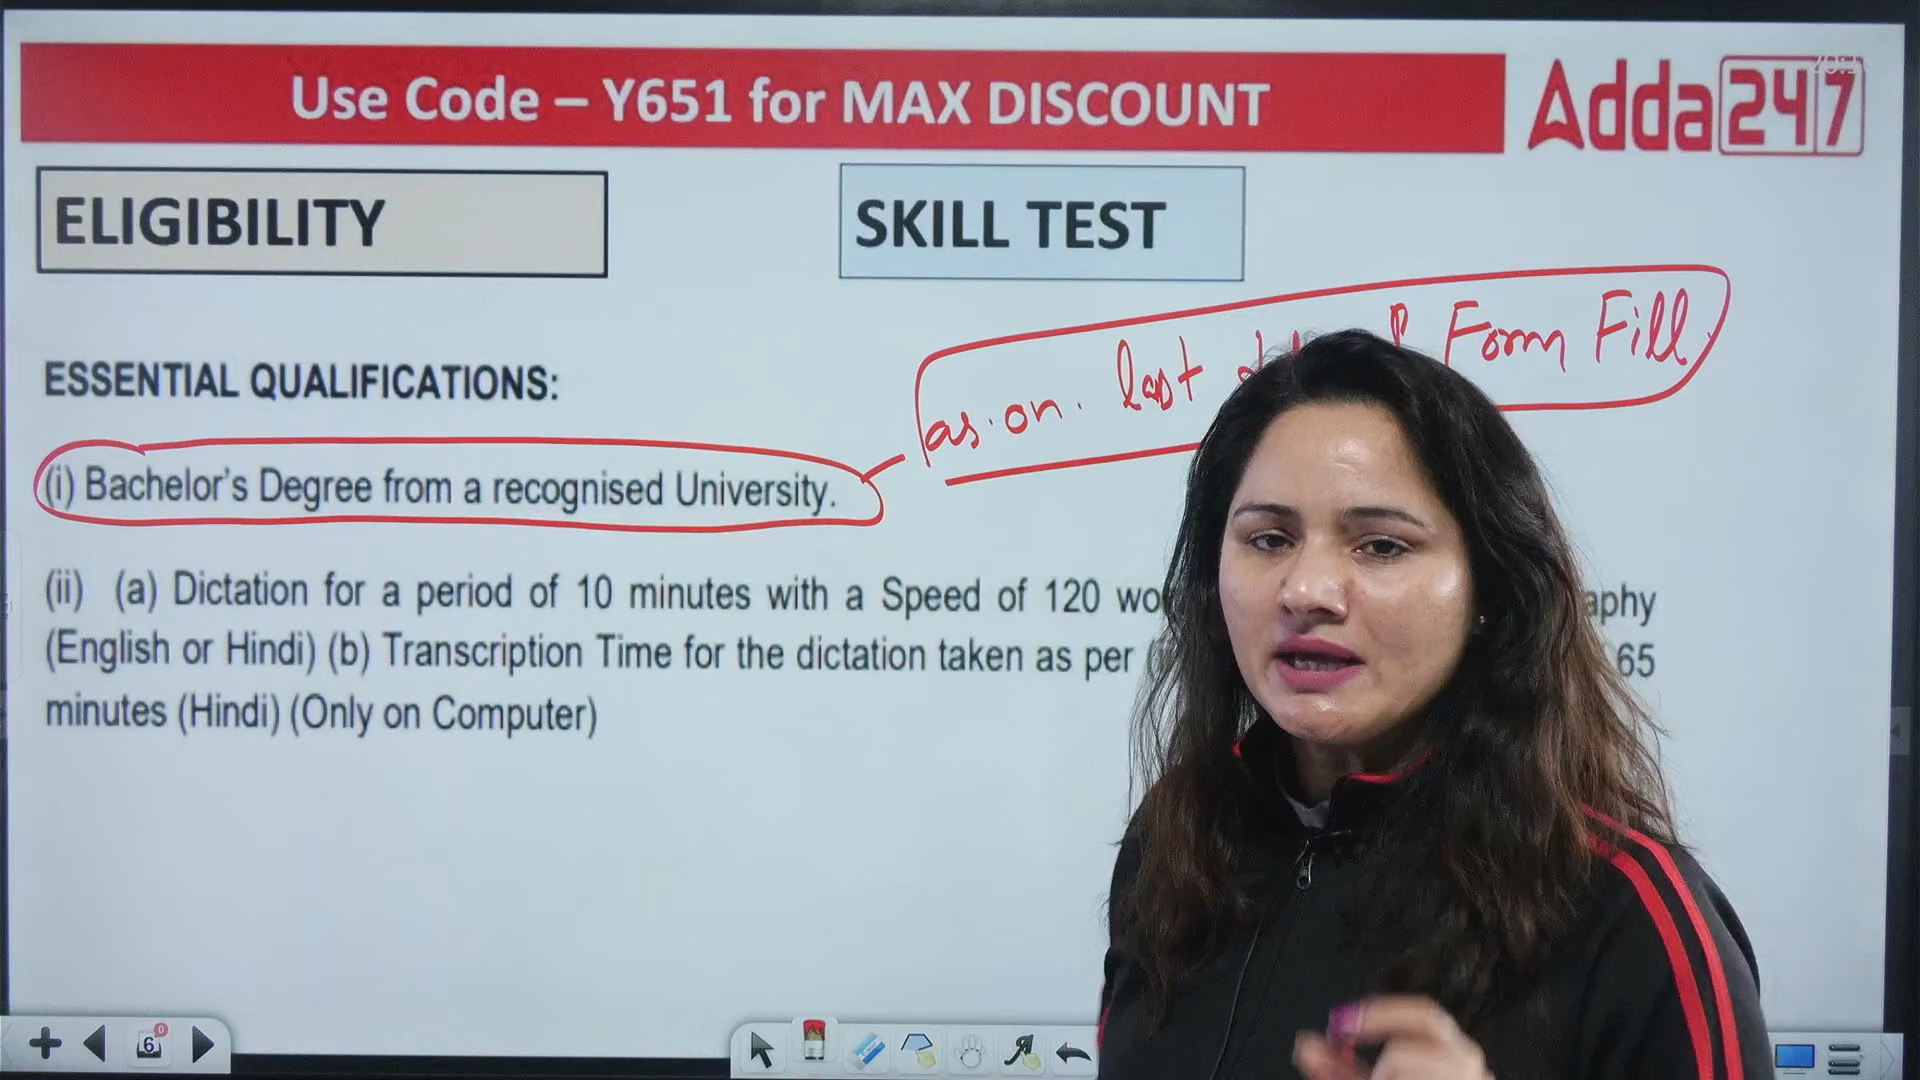 Use Code – Y651 for MAX DISCOUNT
Adda247
ELIGIBILITY
SKILL TEST
as on last Form Fill
ESSENTIAL QUALIFICATIONS:
(i) Bachelor's Degree from a recognised University.
(ii) (a) Dictation for a period of 10 minutes with a Speed of 120
(English or Hindi) (b) Transcription Time for the dictation taken as per 65
minutes (Hindi) (Only on Computer)
6
0